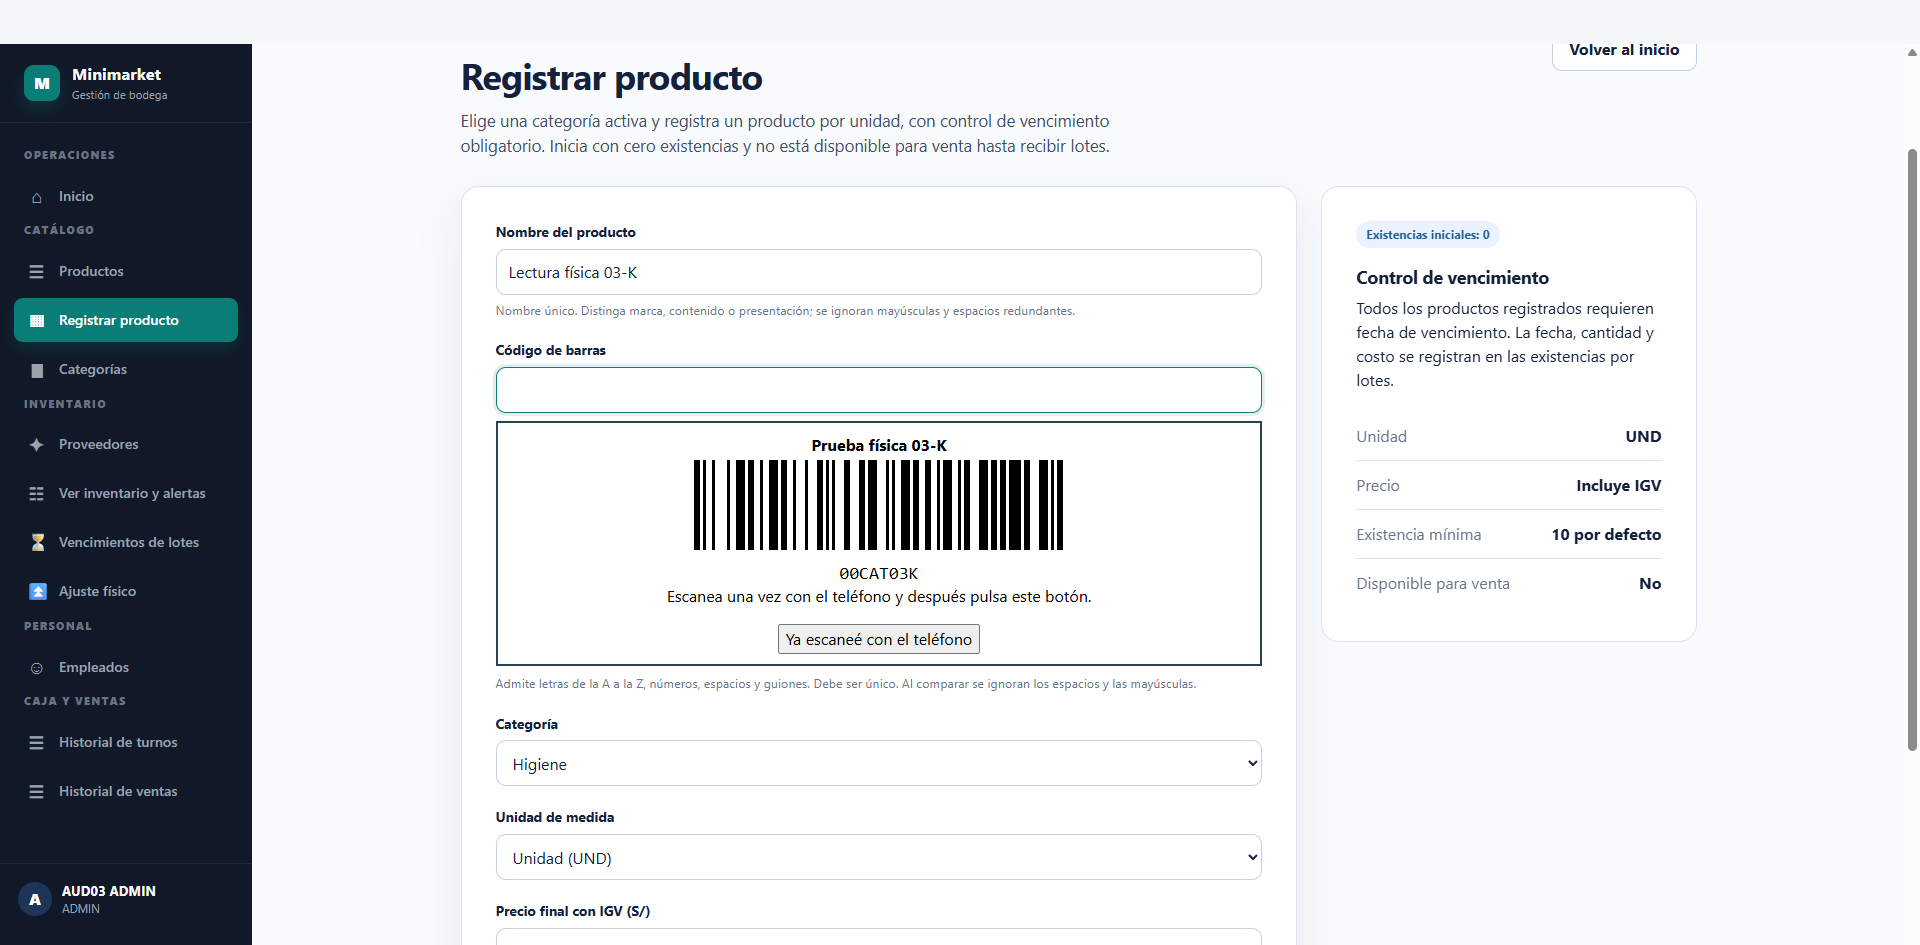 M
Minimarket
Gestión de bodega
OPERACIONES
Inicio
CATÁLOGO
Productos
Registrar producto
Categorías
INVENTARIO
Proveedores
Ver inventario y alertas
Vencimientos de lotes
Ajuste físico
PERSONAL
Empleados
CAJA Y VENTAS
Historial de turnos
Historial de ventas
A
AUD03 ADMIN
ADMIN
Volver al inicio
Registrar producto
Elige una categoría activa y registra un producto por unidad, con control de vencimiento
obligatorio. Inicia con cero existencias y no está disponible para venta hasta recibir lotes.
Nombre del producto
Lectura física 03-K
Nombre único. Distinga marca, contenido o presentación; se ignoran mayúsculas y espacios redundantes.
Código de barras
Prueba física 03-K
00CAT03K
Escanea una vez con el teléfono y después pulsa este botón.
Ya escaneé con el teléfono
Admite letras de la A a la Z, números, espacios y guiones. Debe ser único. Al comparar se ignoran los espacios y las mayúsculas.
Categoría
Higiene
Unidad de medida
Unidad (UND)
Precio final con IGV (S/)
Existencias iniciales: 0
Control de vencimiento
Todos los productos registrados requieren
fecha de vencimiento. La fecha, cantidad y
costo se registran en las existencias por
lotes.
Unidad UND
Precio Incluye IGV
Existencia mínima 10 por defecto
Disponible para venta No